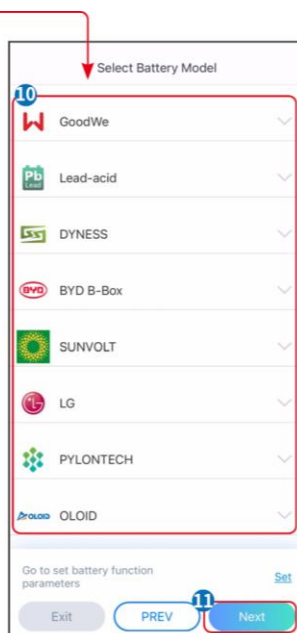 Select Battery Model
10
GoodWe
Pb
Lead
Lead-acid
DYNESS
BYD
BYD B-Box
SUNVOLT
LG
LG
PYLONTECH
OLOID
OLOID
Go to set battery function
parameters
Set
11
Exit
PREV
Next